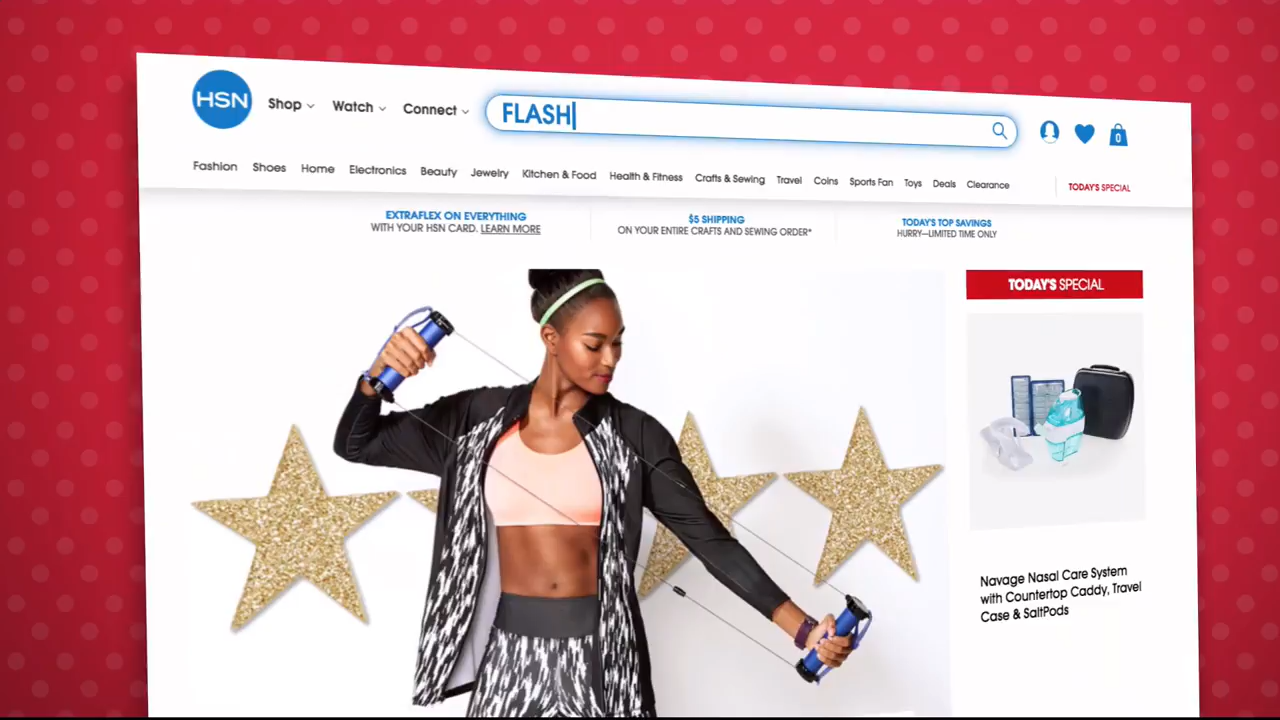 HSN
Shop
Watch
Connect
FLASH
0
Fashion
Shoes
Home
Electronics
Beauty
Jewelry
Kitchen & Food
Health & Fitness
Crafts & Sewing
Travel
Coins
Sports Fan
Toys
Deals
Clearance
TODAY'S SPECIAL
EXTRAFLEX ON EVERYTHING
WITH YOUR HSN CARD. LEARN MORE
$5 SHIPPING
ON YOUR ENTIRE CRAFTS AND SEWING ORDER*
TODAY'S TOP SAVINGS
HURRY—LIMITED TIME ONLY
TODAY'S SPECIAL
Navage Nasal Care System
with Countertop Caddy, Travel
Case & SaltPods